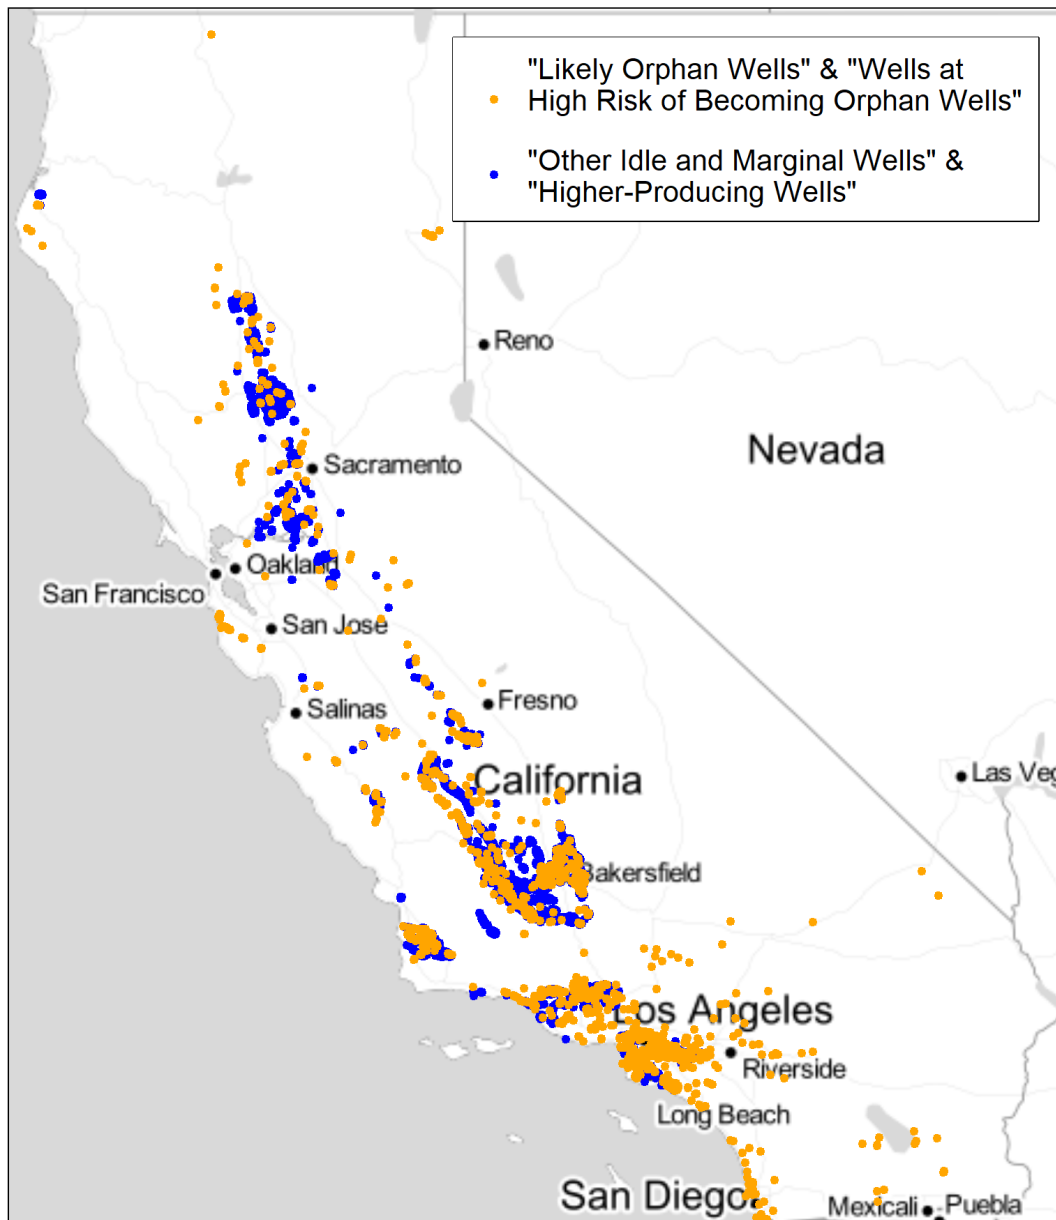 "Likely Orphan Wells" & "Wells at
High Risk of Becoming Orphan Wells"
"Other Idle and Marginal Wells" &
"Higher-Producing Wells"
Reno
Nevada
Sacramento
Oakland
San Francisco
San Jose
Salinas
Fresno
California
Las Veg
Bakersfield
Los Angeles
Riverside
Long Beach
San Diego
Mexicali
Puebla